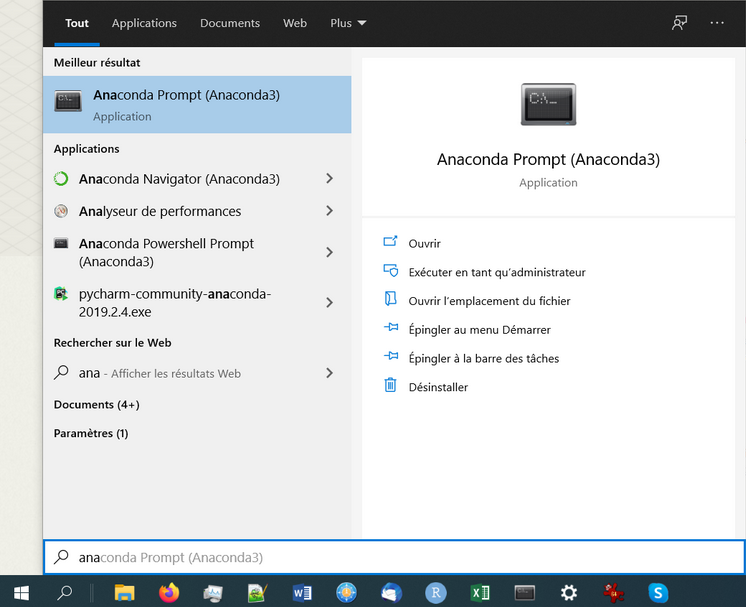 Tout Applications Documents Web Plus
Meilleur résultat
Anaconda Prompt (Anaconda3)
Application
Applications
Anaconda Navigator (Anaconda3)
Analyseur de performances
Anaconda Powershell Prompt
(Anaconda3)
pycharm-community-anaconda-
2019.2.4.exe
Rechercher sur le Web
ana - Afficher les résultats Web
Documents (4+)
Paramètres (1)
Anaconda Prompt (Anaconda3)
Application
Ouvrir
Exécuter en tant qu'administrateur
Ouvrir l'emplacement du fichier
Épingler au menu Démarrer
Épingler à la barre des tâches
Désinstaller
anaconda Prompt (Anaconda3)